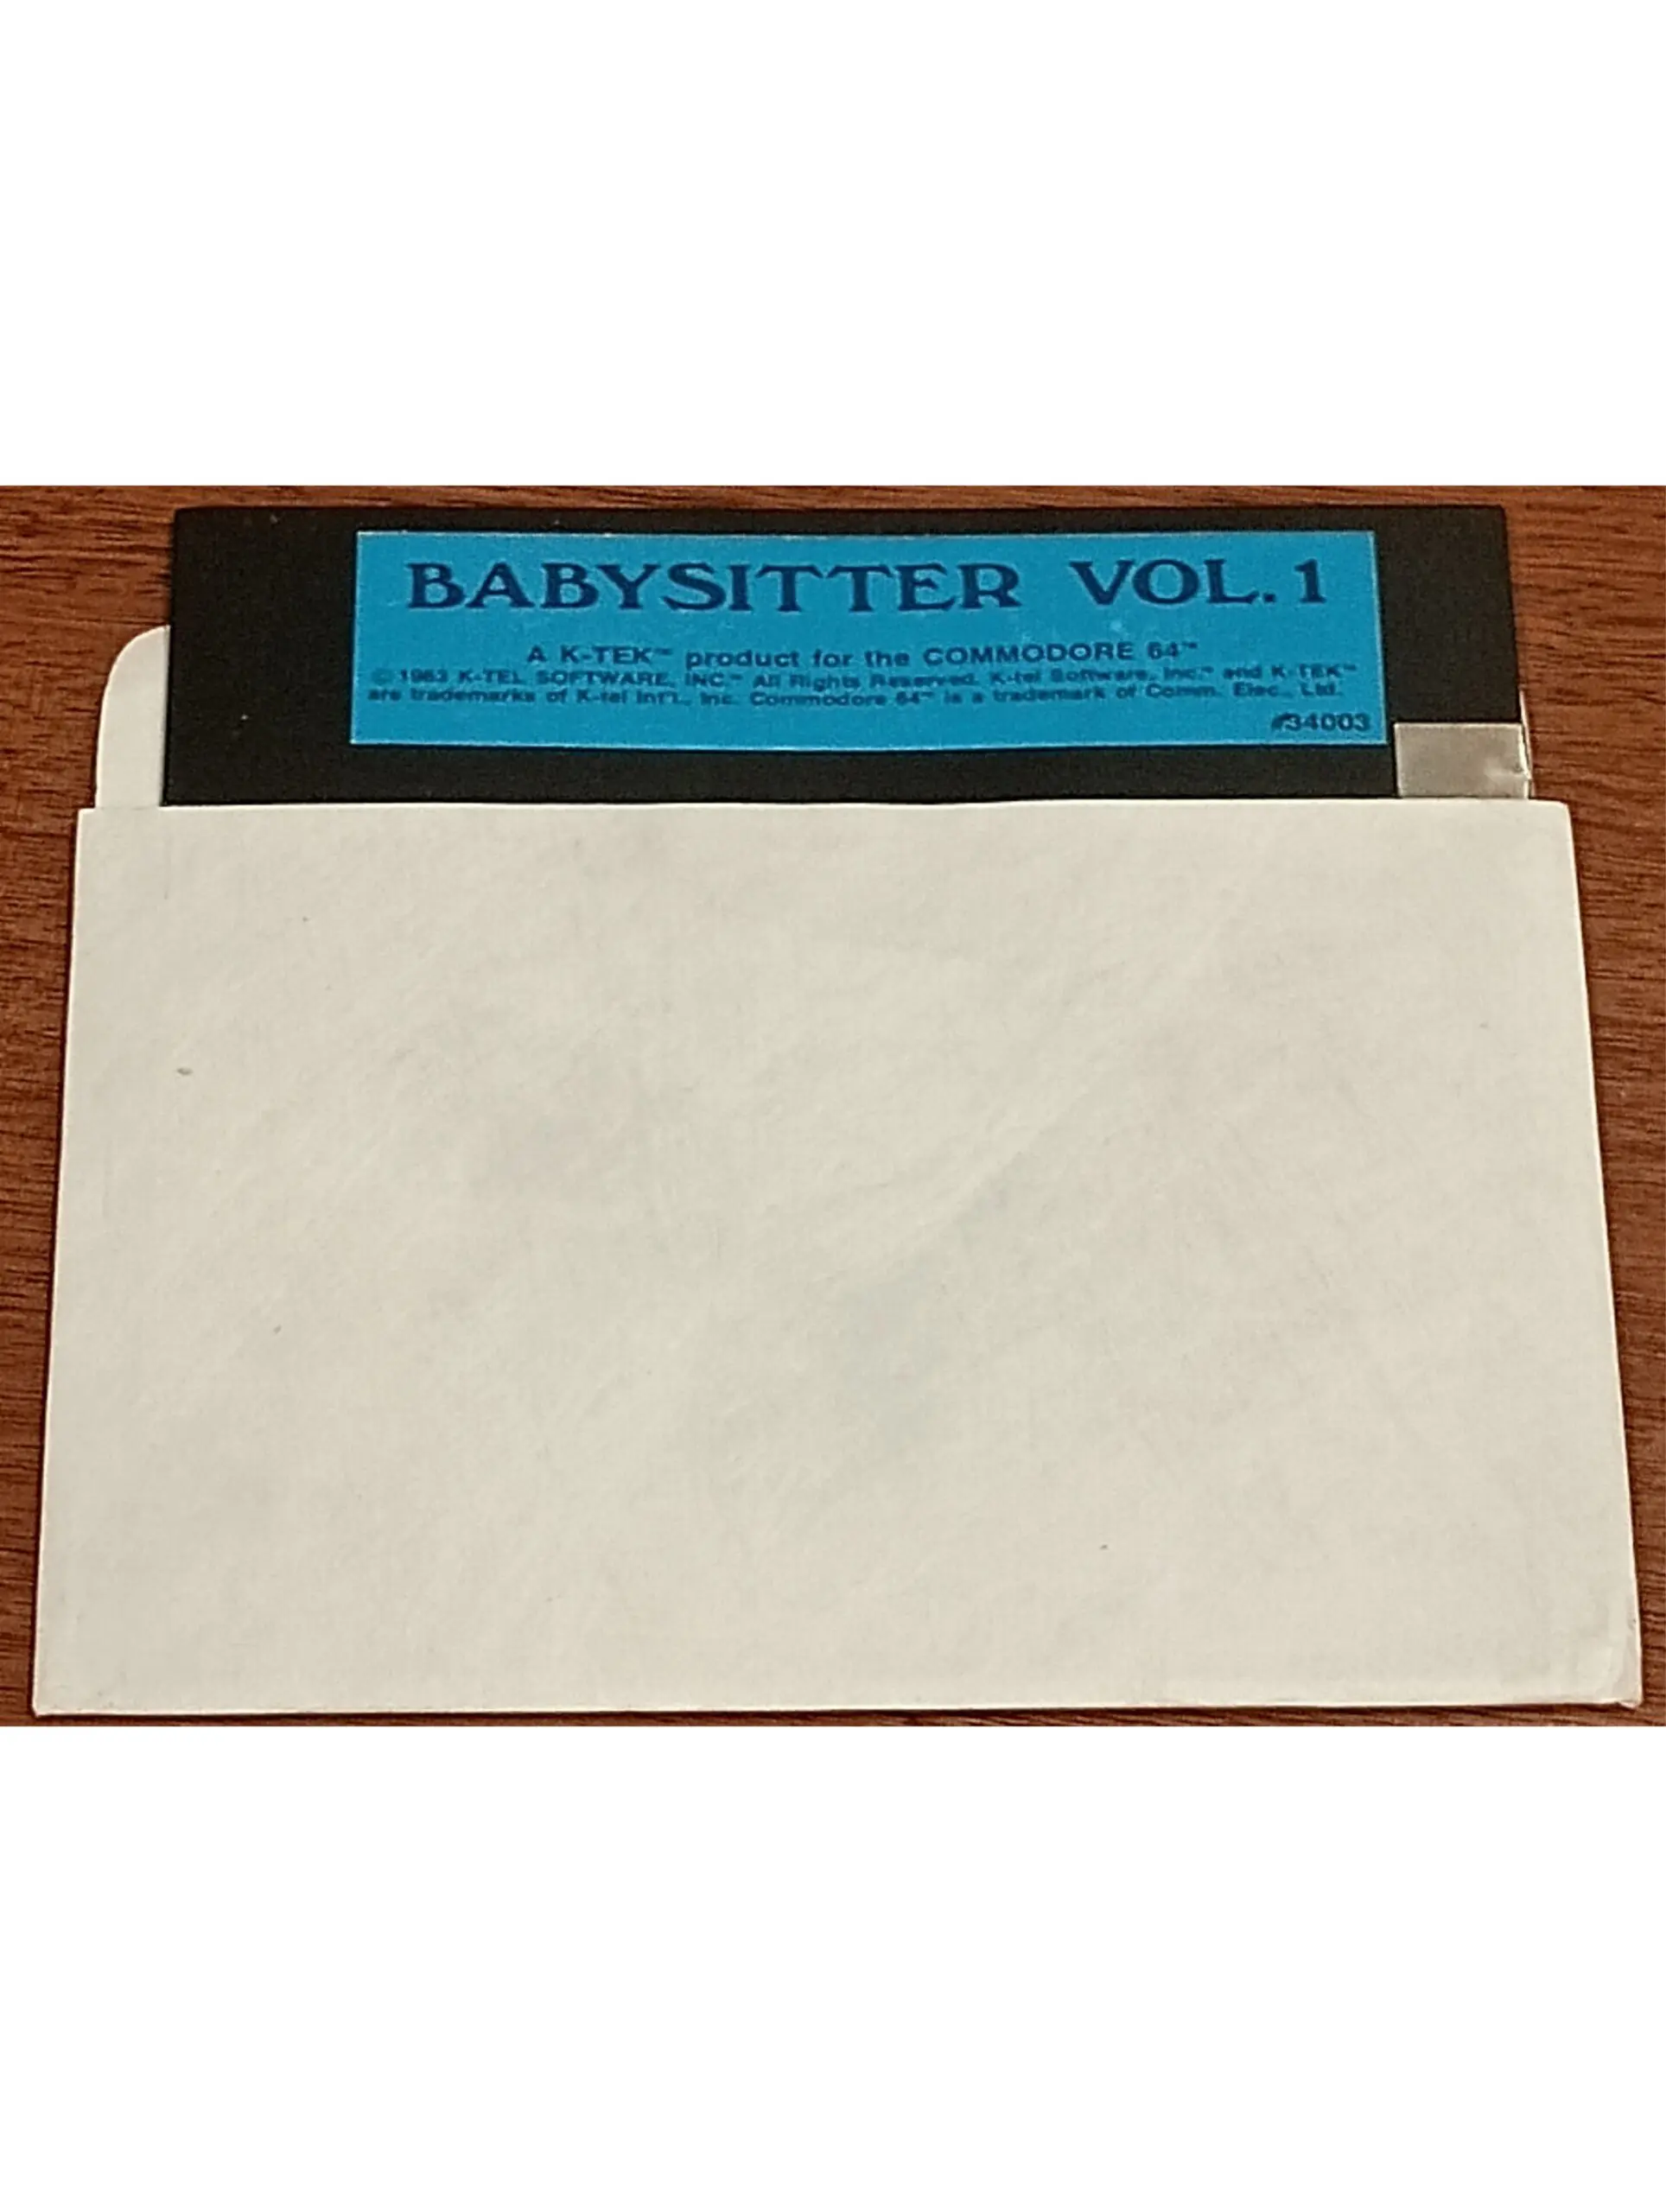 BABYSITTER VOL.1
A K-TEK™ product for the COMMODORE 64™
© 1983 K-TEL SOFTWARE, INC.™ All Rights Reserved. K-tel Software, Inc.™ and K-TEK™
are trademarks of K-tel Int'l., Inc. Commodore 64™ is a trademark of Comm. Elec., Ltd.
#34003